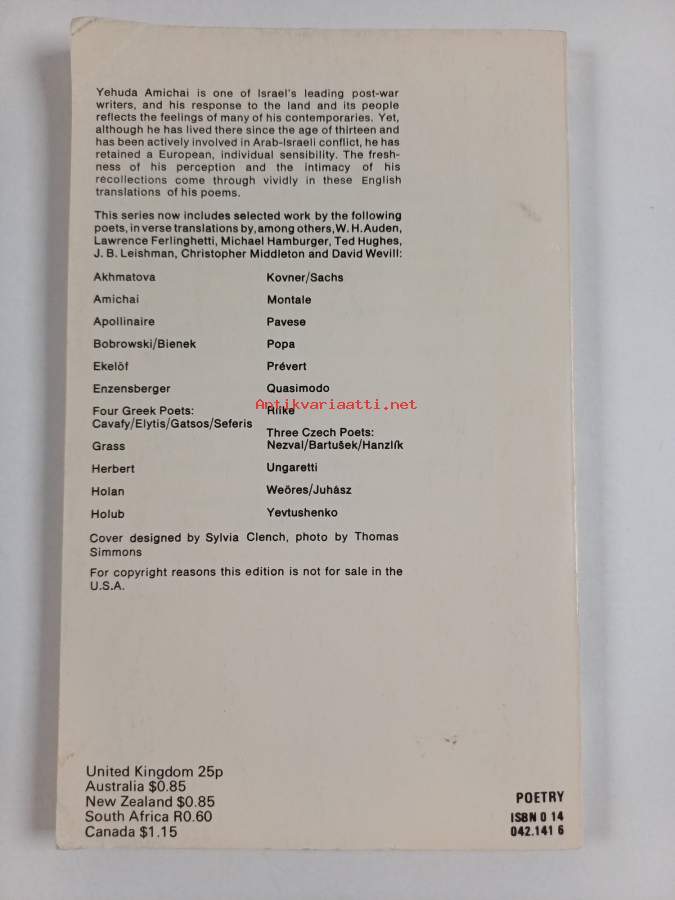 Yehuda Amichai is one of Israel's leading post-war
writers, and his response to the land and its people
reflects the feelings of many of his contemporaries. Yet,
although he has lived there since the age of thirteen and
has been actively involved in Arab-Israeli conflict, he has
retained a European, individual sensibility. The fresh-
ness of his perception and the intimacy of his
recollections come through vividly in these English
translations of his poems.
This series now includes selected work by the following
poets, in verse translations by, among others, W. H. Auden,
Lawrence Ferlinghetti, Michael Hamburger, Ted Hughes,
J. B. Leishman, Christopher Middleton and David Wevill:
Akhmatova
Amichai
Apollinaire
Bobrowski/Bienek
Ekelöf
Enzensberger
Four Greek Poets:
Cavafy/Elytis/Gatsos/Seferis
Grass
Herbert
Holan
Holub
Kovner/Sachs
Montale
Pavese
Popa
Prévert
Quasimodo
Antikvariaatti.net
Rilke
Three Czech Poets:
Nezval/Bartušek/Hanzlík
Ungaretti
Weöres/Juhász
Yevtushenko
Cover designed by Sylvia Clench, photo by Thomas
Simmons
For copyright reasons this edition is not for sale in the
U.S.A.
United Kingdom 25p
Australia $0.85
New Zealand $0.85
South Africa R0.60
Canada $1.15
POETRY
ISBN 0 14
042.141 6